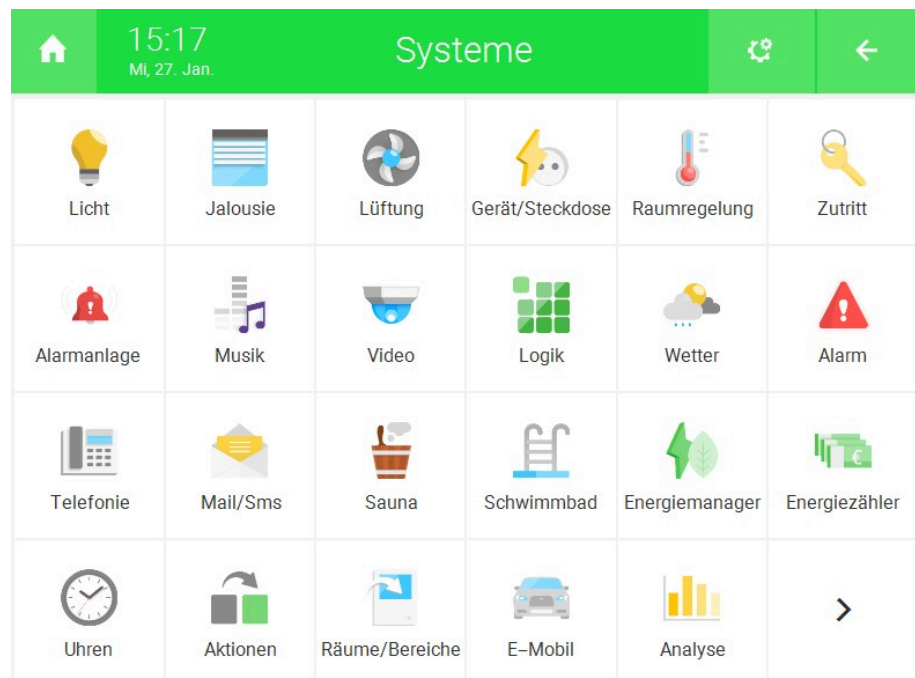 15:17
Systeme
Mi, 27. Jan.
Licht
Jalousie
Lüftung
Gerät/Steckdose
Raumregelung
Zutritt
Alarmanlage
Musik
Video
Logik
Wetter
Alarm
Telefonie
Mail/Sms
Sauna
Schwimmbad
Energiemanager
Energiezähler
Uhren
Aktionen
Räume/Bereiche
E-Mobil
Analyse